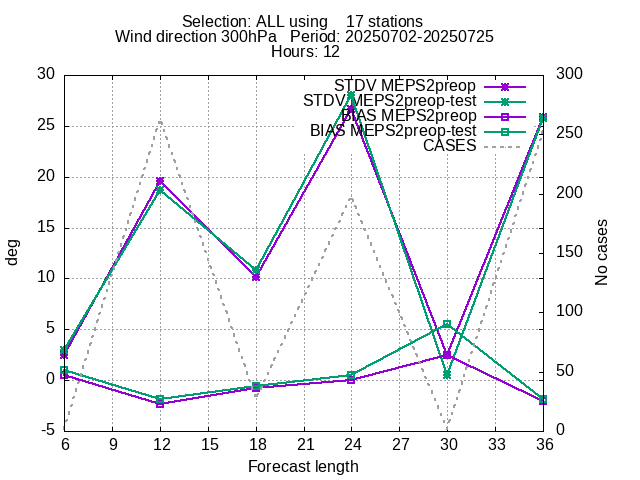 Selection: ALL using    17 stations
Wind direction 300hPa   Period: 20250702-20250725
Hours: 12
STDV MEPS2preop
STDV MEPS2preop-test
BIAS MEPS2preop
BIAS MEPS2preop-test
CASES
30
25
20
15
10
5
0
-5
deg
300
250
200
150
100
50
0
No cases
6 9 12 15 18 21 24 27 30 33 36
Forecast length